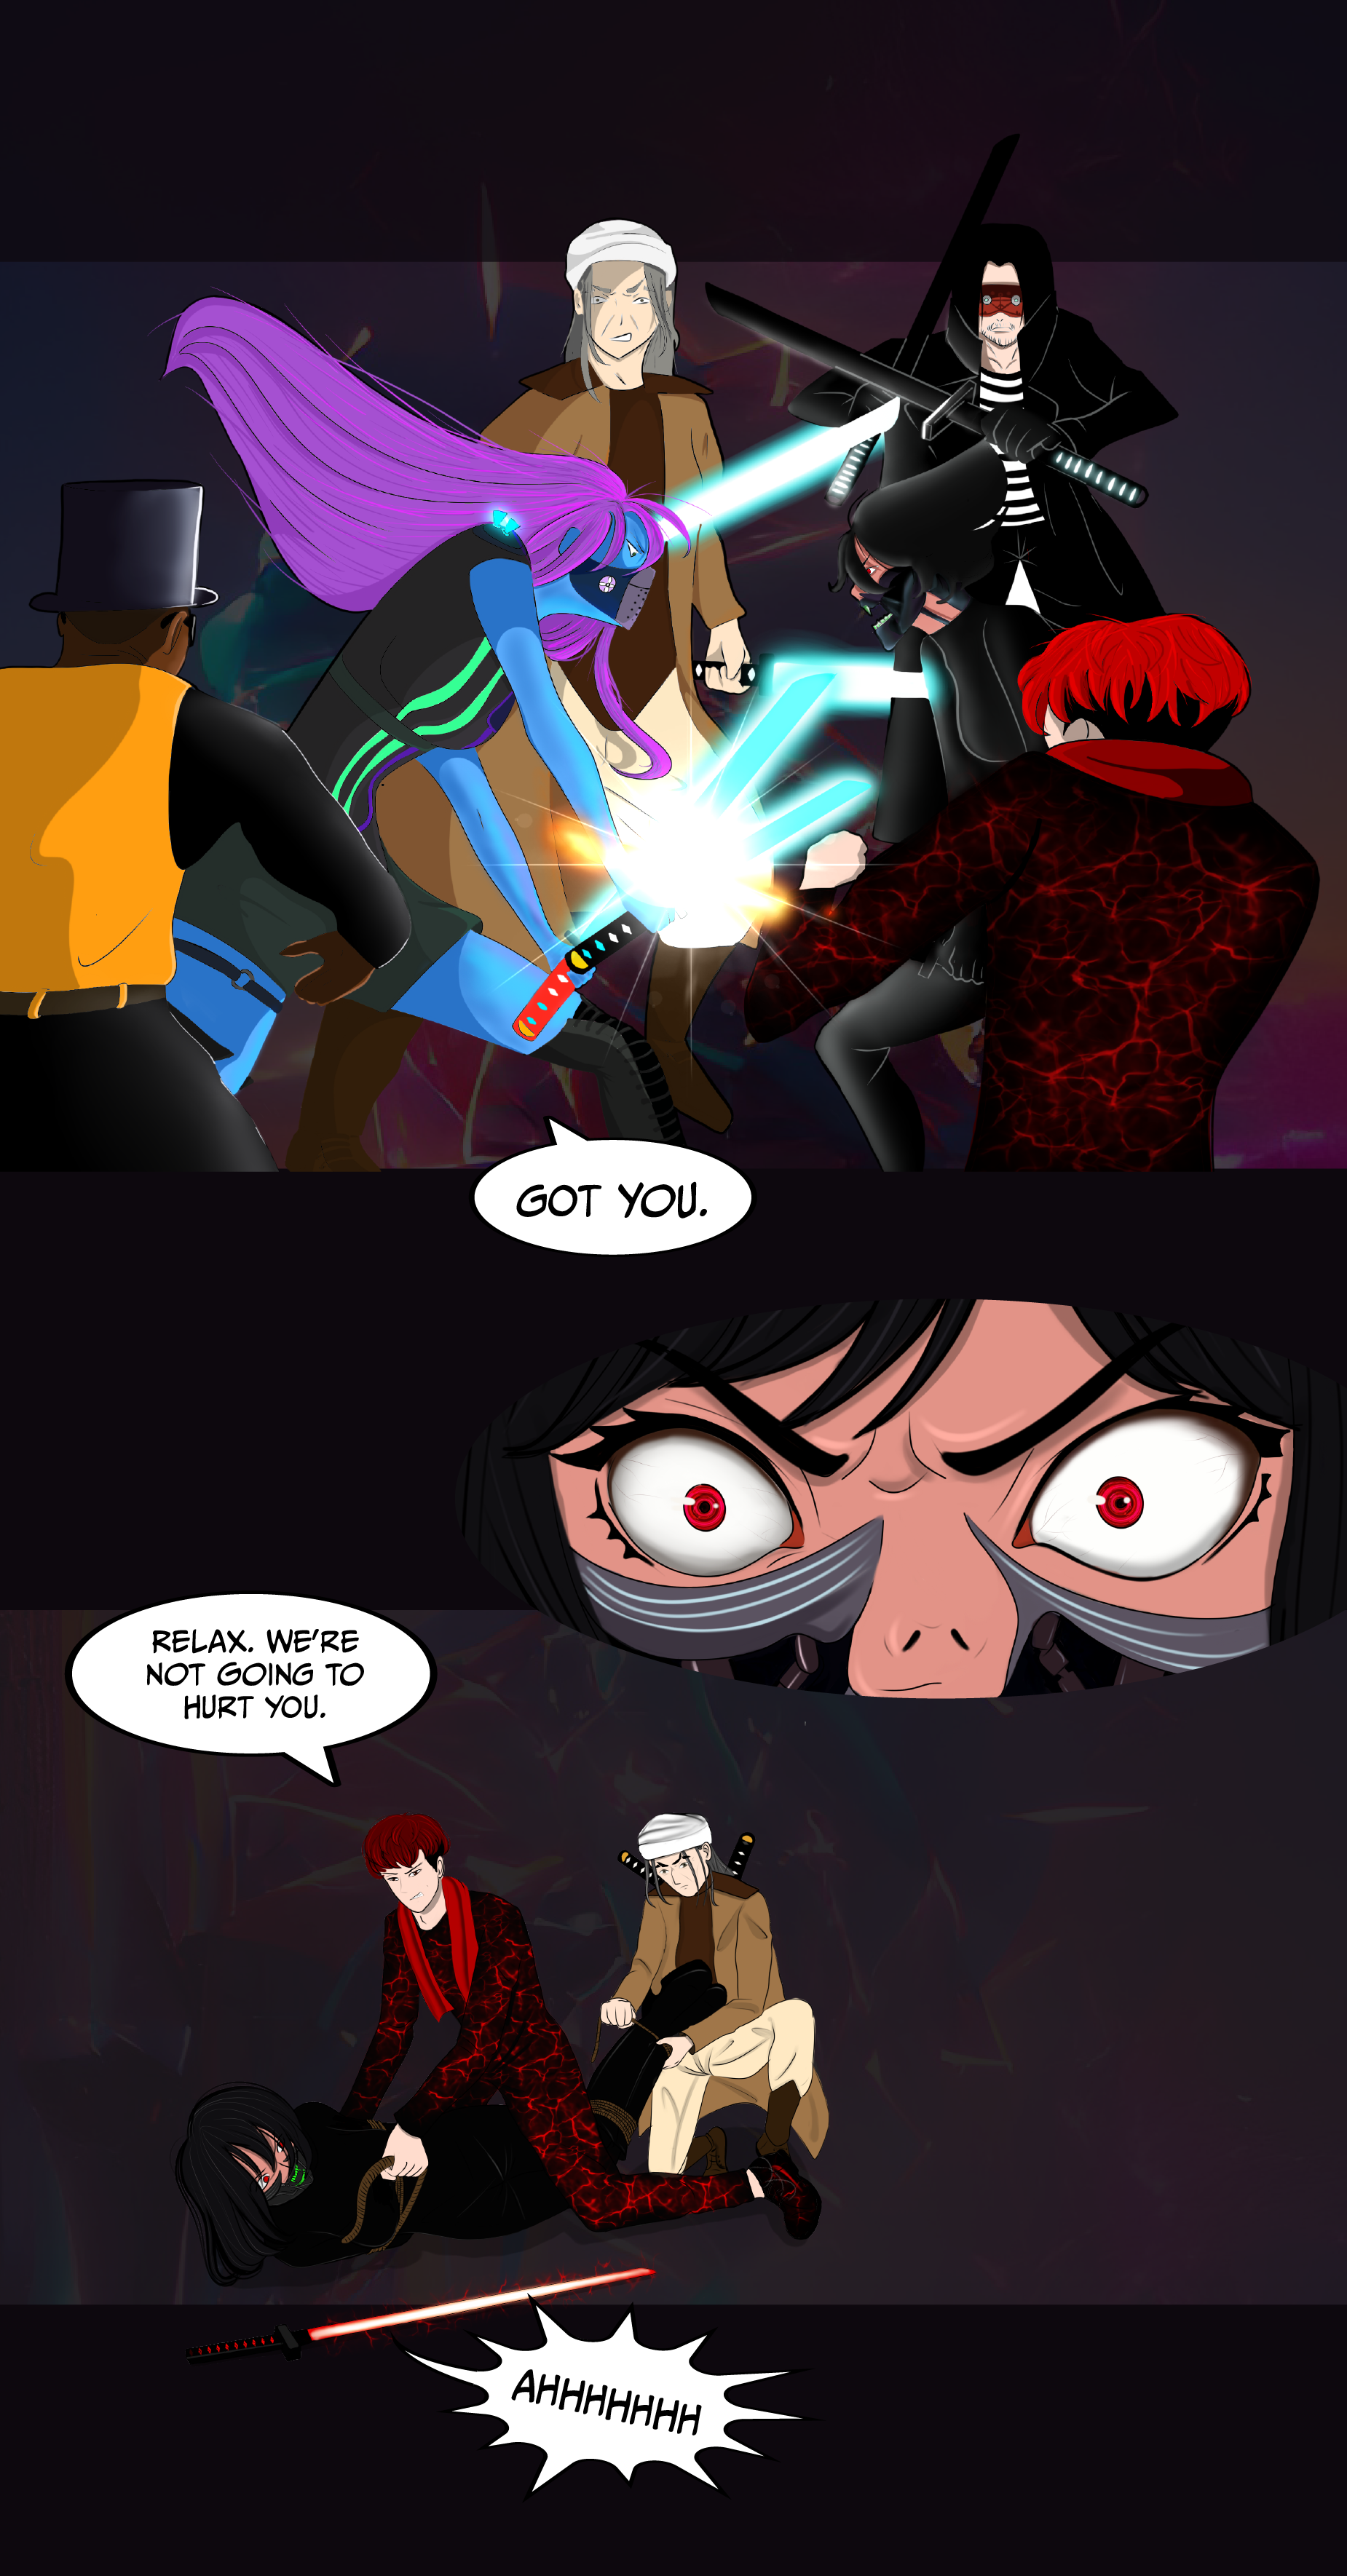 GOT YOU.
RELAX. WE'RE
NOT GOING TO
HURT YOU.
AHHHHHHH